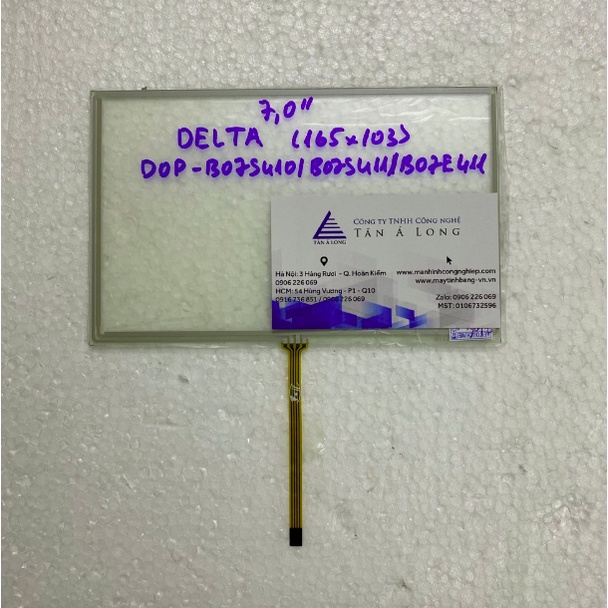 7,0"
DELTA (165x103)
DOP-B07S410/B07S411/B07E411
CÔNG TY TNHH CÔNG NGHỆ
TÂN Á LONG
TÂN Á LONG
Hà Nội: 3 Hàng Rươi - Q. Hoàn Kiếm
0906 226 069
HCM: 54 Hùng Vương - P1 - Q10
0916 736 851 / 0906 226 069
www.manhinhcongnghiep.com
www.maytinhbang-vn.vn
Zalo: 0906 226 069
MST: 0106732596